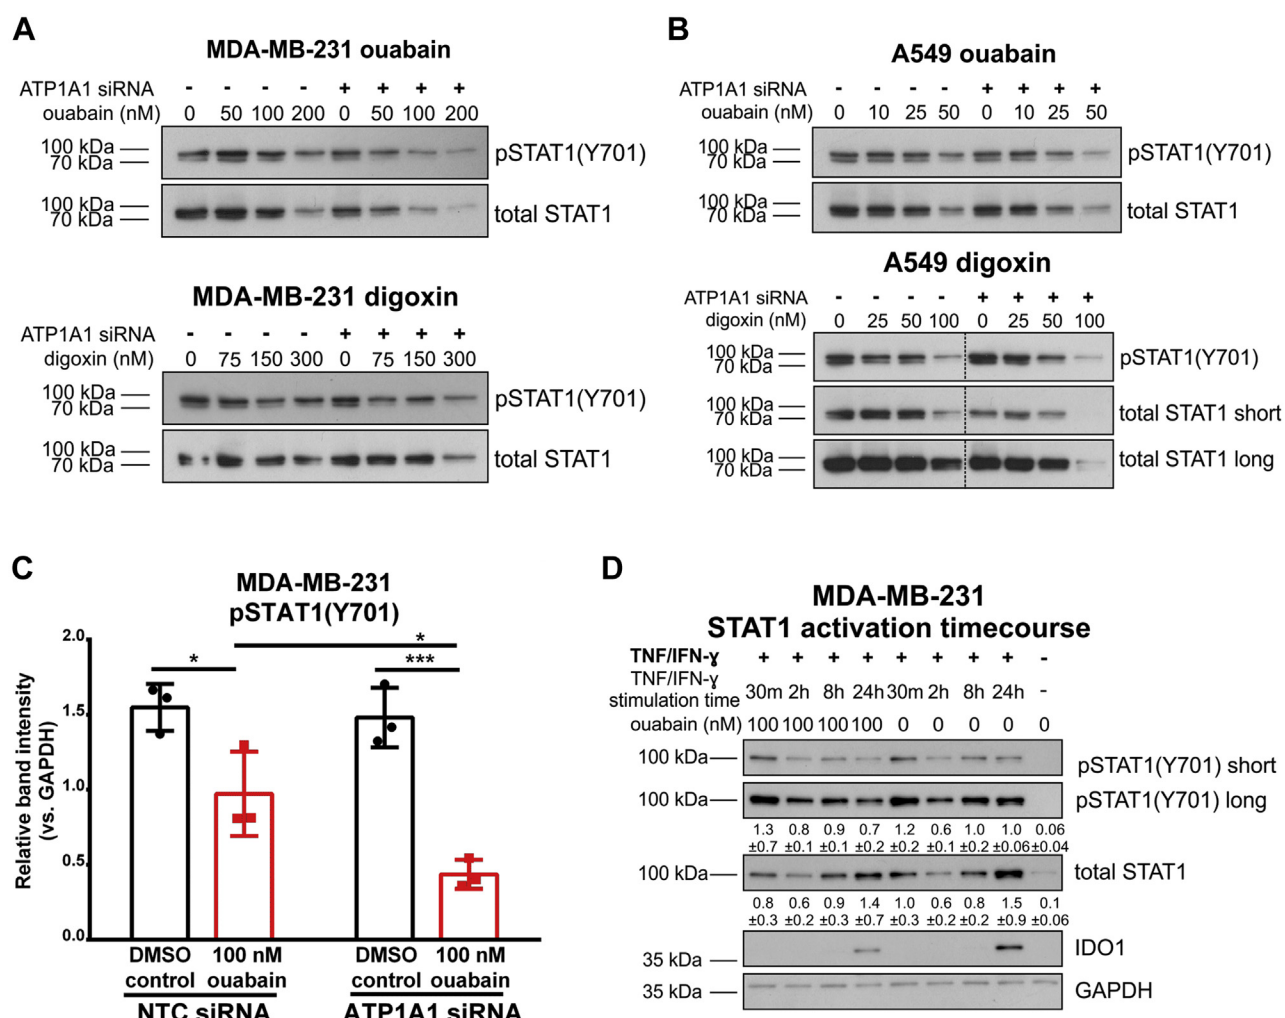 A
MDA-MB-231 ouabain
ATP1A1 siRNA - - - - + + + +
ouabain (nM) 0 50 100 200 0 50 100 200
100 kDa
70 kDa
pSTAT1(Y701)
100 kDa
70 kDa
total STAT1
MDA-MB-231 digoxin
ATP1A1 siRNA - - - - + + + +
digoxin (nM) 0 75 150 300 0 75 150 300
100 kDa
70 kDa
pSTAT1(Y701)
100 kDa
70 kDa
total STAT1
B
A549 ouabain
ATP1A1 siRNA - - - - + + + +
ouabain (nM) 0 10 25 50 0 10 25 50
100 kDa
70 kDa
pSTAT1(Y701)
100 kDa
70 kDa
total STAT1
A549 digoxin
ATP1A1 siRNA - - - - + + + +
digoxin (nM) 0 25 50 100 0 25 50 100
100 kDa
70 kDa
pSTAT1(Y701)
100 kDa
70 kDa
total STAT1 short
100 kDa
70 kDa
total STAT1 long
C
MDA-MB-231
pSTAT1(Y701)
Relative band intensity
(vs. GAPDH)
2.0
1.5
1.0
0.5
0.0
*
*
***
DMSO
control
100 nM
ouabain
DMSO
control
100 nM
ouabain
NTC siRNA
ATP1A1 siRNA
D
MDA-MB-231
STAT1 activation timecourse
TNF/IFN-ɣ + + + + + + + + -
TNF/IFN-ɣ
stimulation time 30m 2h 8h 24h 30m 2h 8h 24h -
ouabain (nM) 100 100 100 100 0 0 0 0 0
100 kDa
pSTAT1(Y701) short
100 kDa
pSTAT1(Y701) long
1.3 0.8 0.9 0.7 1.2 0.6 1.0 1.0 0.06
±0.7 ±0.1 ±0.1 ±0.2 ±0.2 ±0.1 ±0.2 ±0.06 ±0.04
100 kDa
total STAT1
0.8 0.6 0.9 1.4 1.0 0.6 0.8 1.5 0.1
±0.3 ±0.2 ±0.3 ±0.7 ±0.3 ±0.2 ±0.2 ±0.9 ±0.06
35 kDa
IDO1
35 kDa
GAPDH